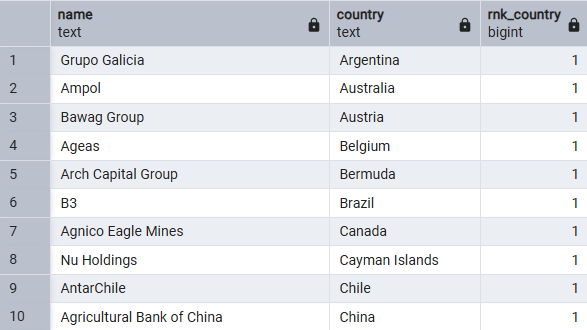 name country rnk_country
text text bigint
1 Grupo Galicia Argentina 1
2 Ampol Australia 1
3 Bawag Group Austria 1
4 Ageas Belgium 1
5 Arch Capital Group Bermuda 1
6 B3 Brazil 1
7 Agnico Eagle Mines Canada 1
8 Nu Holdings Cayman Islands 1
9 AntarChile Chile 1
10 Agricultural Bank of China China 1